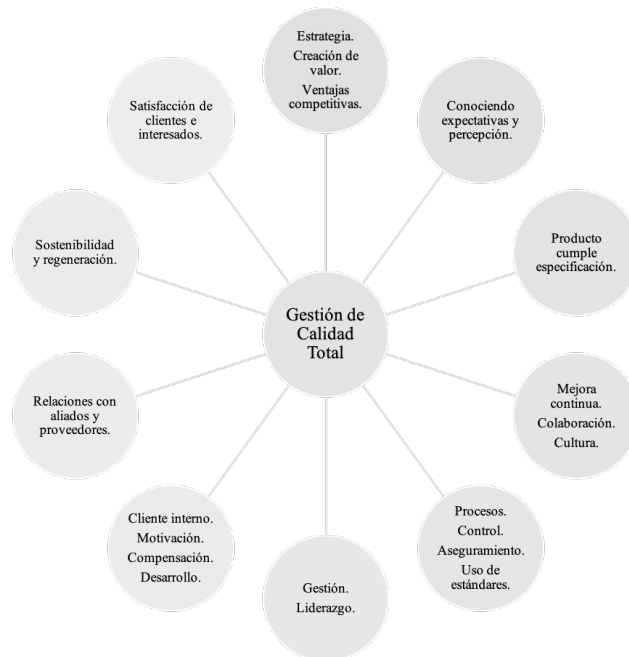 Estrategia.
Creación de
valor.
Ventajas
competitivas.
Conociendo
expectativas y
percepción.
Producto
cumple
especificación.
Mejora
continua.
Colaboración.
Cultura.
Procesos.
Control.
Aseguramiento.
Uso de
estándares.
Gestión.
Liderazgo.
Cliente interno.
Motivación.
Compensación.
Desarrollo.
Relaciones con
aliados y
proveedores.
Sostenibilidad
y regeneración.
Satisfacción de
clientes e
interesados.
Gestión de
Calidad
Total